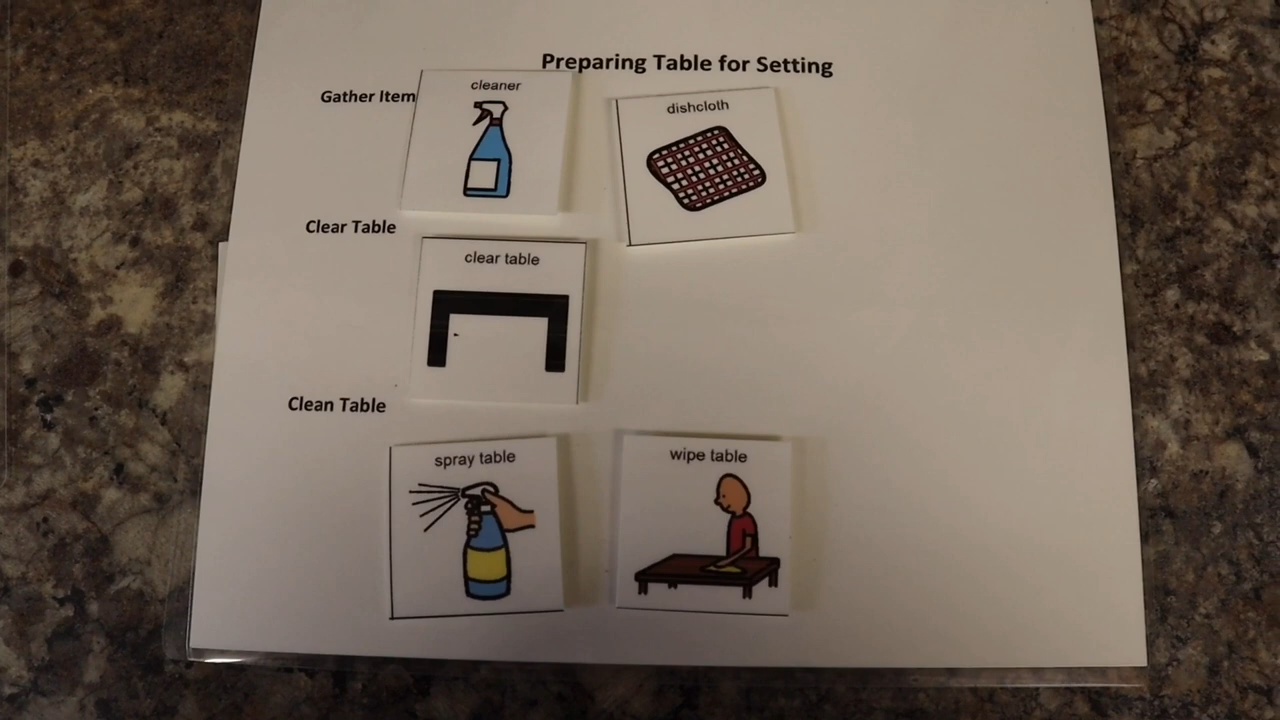 Preparing Table for Setting
Gather Item
cleaner
dishcloth
Clear Table
clear table
Clean Table
spray table
wipe table